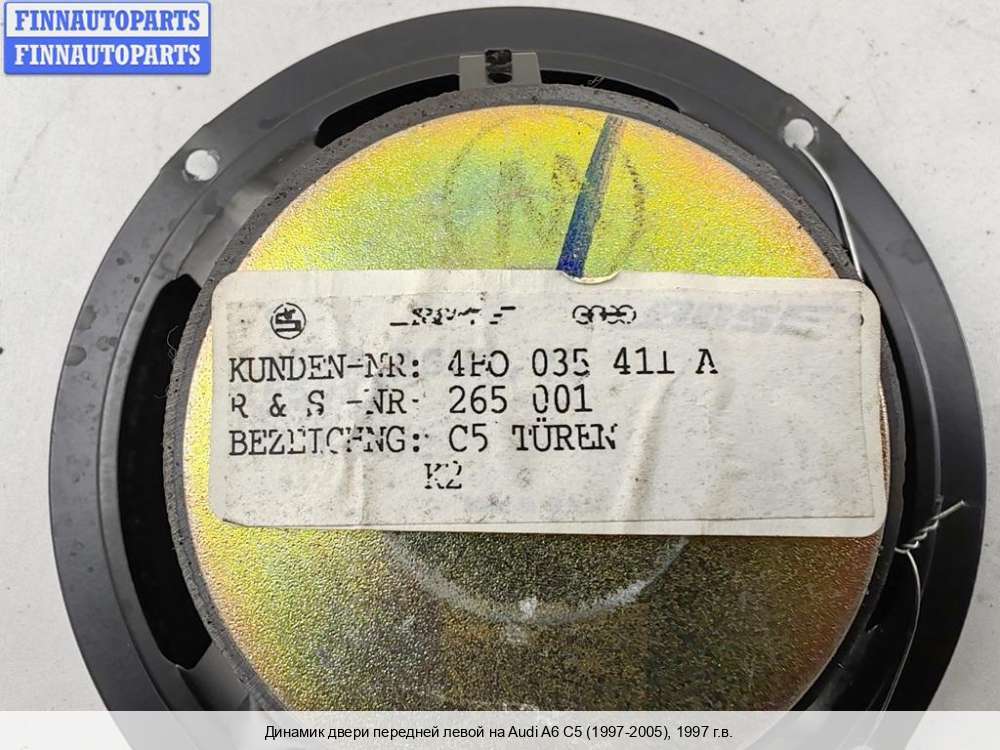 FINNAUTOPARTS
FINNAUTOPARTS
KUNDEN-NR: 4BO 035 411 A
R & S -NR: 265 001
BEZEICHNG: C5 TÜREN
K2
Динамик двери передней левой на Audi A6 C5 (1997-2005), 1997 г.в.